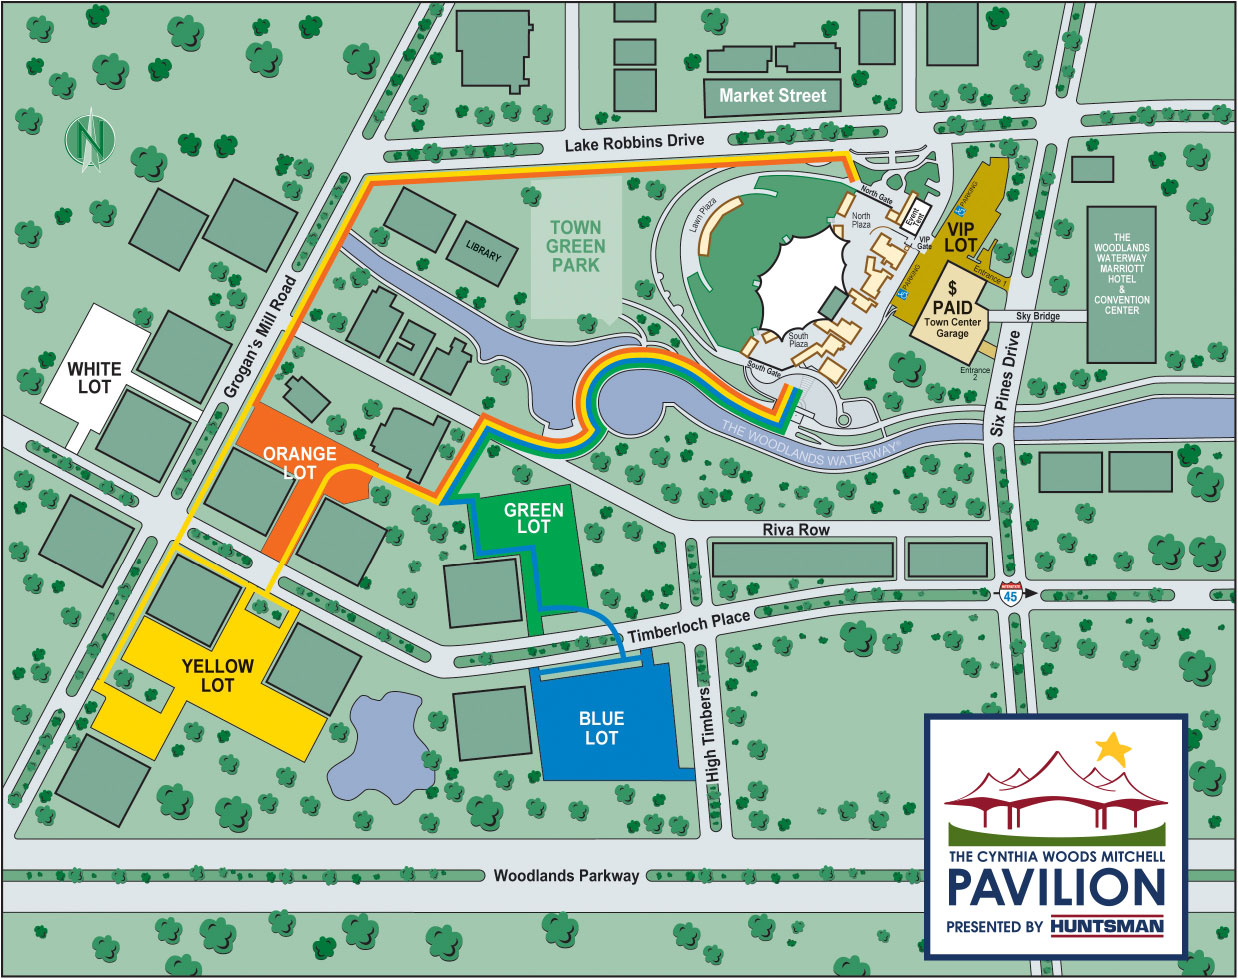 Market Street
N
Lake Robbins Drive
TOWN
GREEN
PARK
LIBRARY
Lawn Plaza
North Gate
North
Plaza
Event
Tent
VIP
Gate
PARKING
VIP
LOT
PARKING
Entrance 1
$
PAID
Town Center
Garage
Sky Bridge
Entrance
2
THE
WOODLANDS
WATERWAY
MARRIOTT
HOTEL
&
CONVENTION
CENTER
South
Plaza
South Gate
Six Pines Drive
Grogan's Mill Road
WHITE
LOT
ORANGE
LOT
THE WOODLANDS WATERWAY®
GREEN
LOT
Riva Row
INTERSTATE
45
Timberloch Place
YELLOW
LOT
BLUE
LOT
High Timbers
Woodlands Parkway
THE CYNTHIA WOODS MITCHELL
PAVILION
PRESENTED BY HUNTSMAN